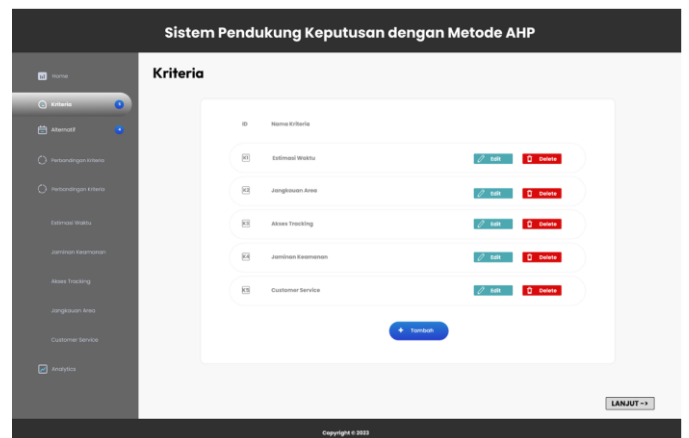 Sistem Pendukung Keputusan dengan Metode AHP
Home
Kriteria 5
Alternatif 4
Perbandingan Kriteria
Perbandingan Kriteria
Estimasi Waktu
Jaminan Keamanan
Akses Tracking
Jangkauan Area
Customer Service
Analytics
Kriteria
ID Nama Kriteria
K1 Estimasi Waktu Edit Delete
K2 Jangkauan Area Edit Delete
K3 Akses Tracking Edit Delete
K4 Jaminan Keamanan Edit Delete
K5 Customer Service Edit Delete
+ Tambah
LANJUT -->
Copyright © 2023